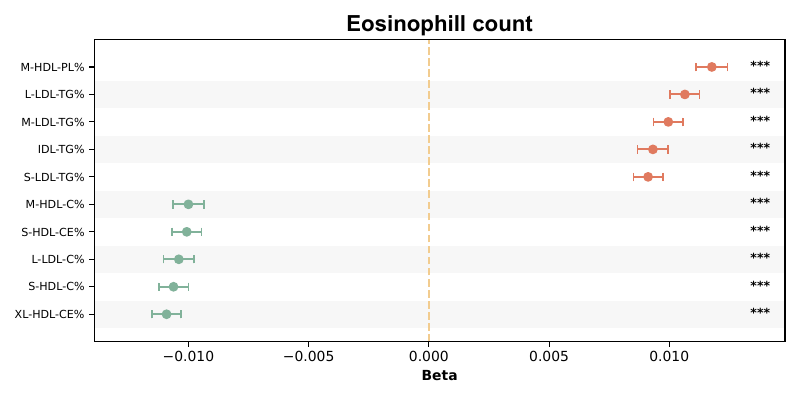 Eosinophill count
M-HDL-PL% ***
L-LDL-TG% ***
M-LDL-TG% ***
IDL-TG% ***
S-LDL-TG% ***
M-HDL-C% ***
S-HDL-CE% ***
L-LDL-C% ***
S-HDL-C% ***
XL-HDL-CE% ***
−0.010 −0.005 0.000 0.005 0.010
Beta